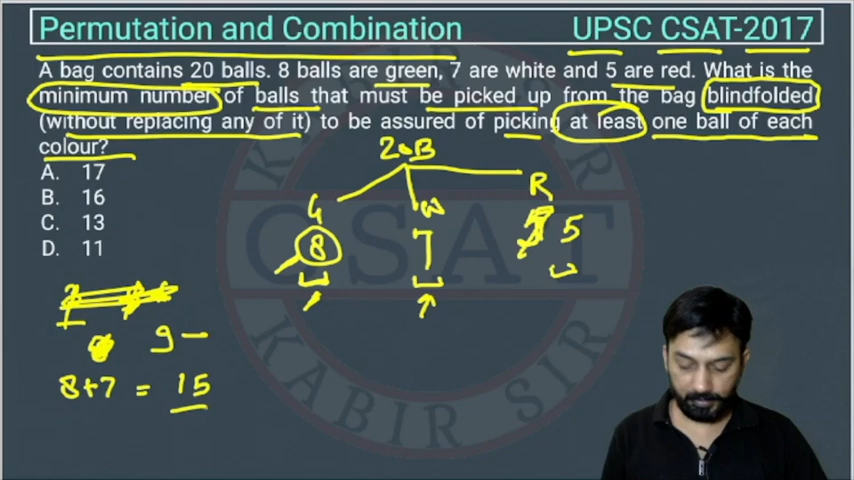 Permutation and Combination UPSC CSAT-2017
A bag contains 20 balls. 8 balls are green, 7 are white and 5 are red. What is the
minimum number of balls that must be picked up from the bag blindfolded
(without replacing any of it) to be assured of picking at least one ball of each
colour?
A. 17
B. 16
C. 13
D. 11
20B
G W R
8 7 5
9 —
8+7 = 15
CSAT
KABIR SIR